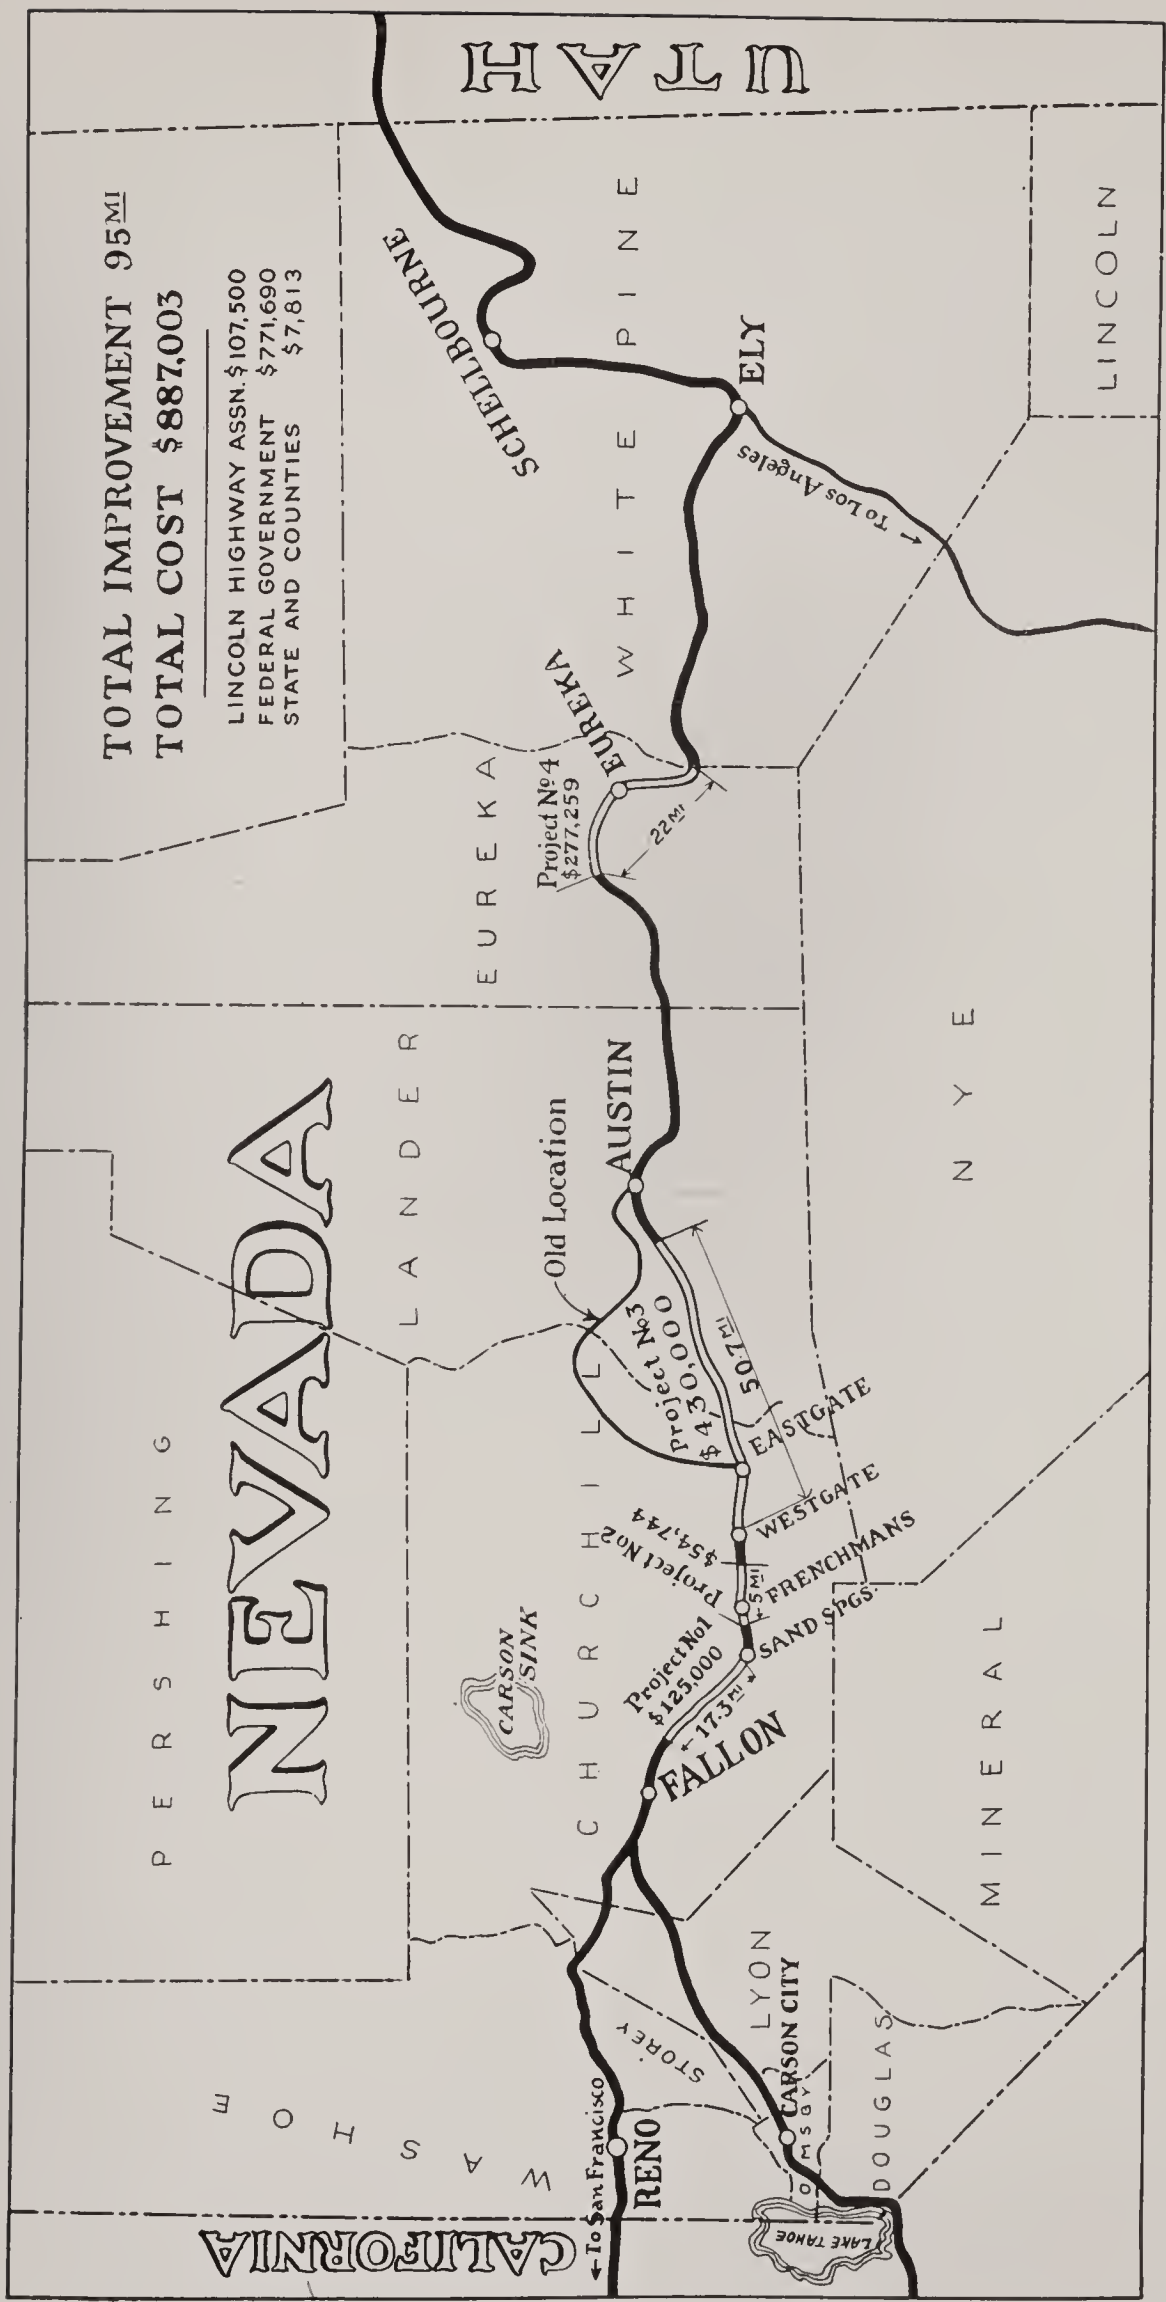 NEVADA
TOTAL IMPROVEMENT 95 MI
TOTAL COST $887,003
LINCOLN HIGHWAY ASSN. $107,500
FEDERAL GOVERNMENT $771,690
STATE AND COUNTIES $7,813
CALIFORNIA
UTAH
WASHOE
PERSHING
LANDER
EUREKA
WHITE PINE
LINCOLN
CHURCHILL
STOREY
LYON
ORMSBY
DOUGLAS
MINERAL
NYE
←To San Francisco
RENO
CARSON CITY
LAKE TAHOE
CARSON
SINK
FALLON
Project No1
$125,000
←17.3 MI→
SAND SPGS.
Project No2
$54,744
←5 MI→
FRENCHMANS
WESTGATE
EASTGATE
Project No.3
$430,000
50.7 MI
Old Location
AUSTIN
Project No 4
$277,259
22 MI
EUREKA
ELY
To Los Angeles →
SCHELLBOURNE